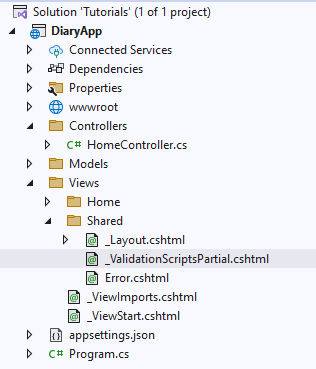 Solution 'Tutorials' (1 of 1 project)
DiaryApp
Connected Services
Dependencies
Properties
wwwroot
Controllers
C# HomeController.cs
Models
Views
Home
Shared
_Layout.cshtml
_ValidationScriptsPartial.cshtml
Error.cshtml
_ViewImports.cshtml
_ViewStart.cshtml
appsettings.json
C# Program.cs